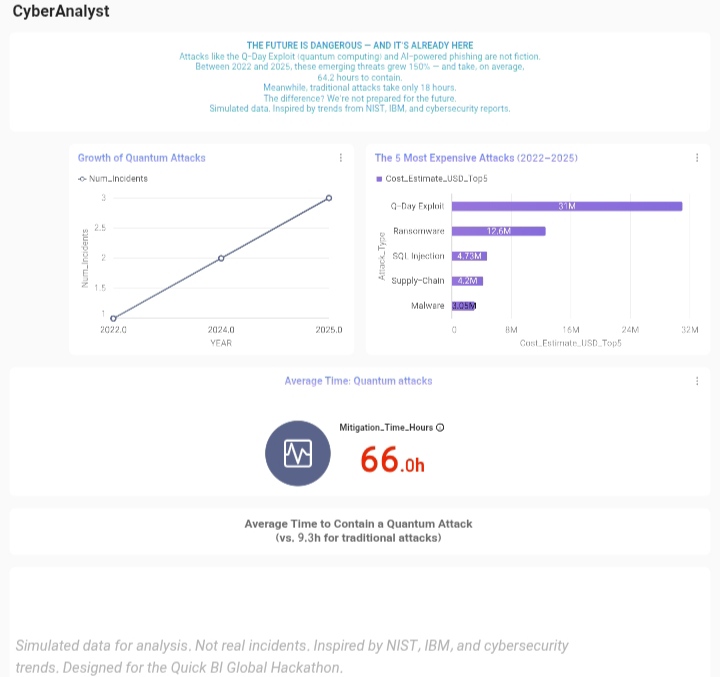 CyberAnalyst
THE FUTURE IS DANGEROUS — AND IT'S ALREADY HERE
Attacks like the Q-Day Exploit (quantum computing) and AI-powered phishing are not fiction.
Between 2022 and 2025, these emerging threats grew 150% — and take, on average,
64.2 hours to contain.
Meanwhile, traditional attacks take only 18 hours.
The difference? We're not prepared for the future.
Simulated data. Inspired by trends from NIST, IBM, and cybersecurity reports.
Growth of Quantum Attacks
Num_Incidents
3
2.5
2
1.5
1
Num_Incidents
2022.0
2024.0
2025.0
YEAR
The 5 Most Expensive Attacks (2022–2025)
Cost_Estimate_USD_Top5
Attack_Type
Q-Day Exploit
31M
Ransomware
12.6M
SQL Injection
4.73M
Supply-Chain
4.2M
Malware
3.05M
0
8M
16M
24M
32M
Cost_Estimate_USD_Top5
Average Time: Quantum attacks
Mitigation_Time_Hours
66.0h
Average Time to Contain a Quantum Attack
(vs. 9.3h for traditional attacks)
Simulated data for analysis. Not real incidents. Inspired by NIST, IBM, and cybersecurity
trends. Designed for the Quick BI Global Hackathon.